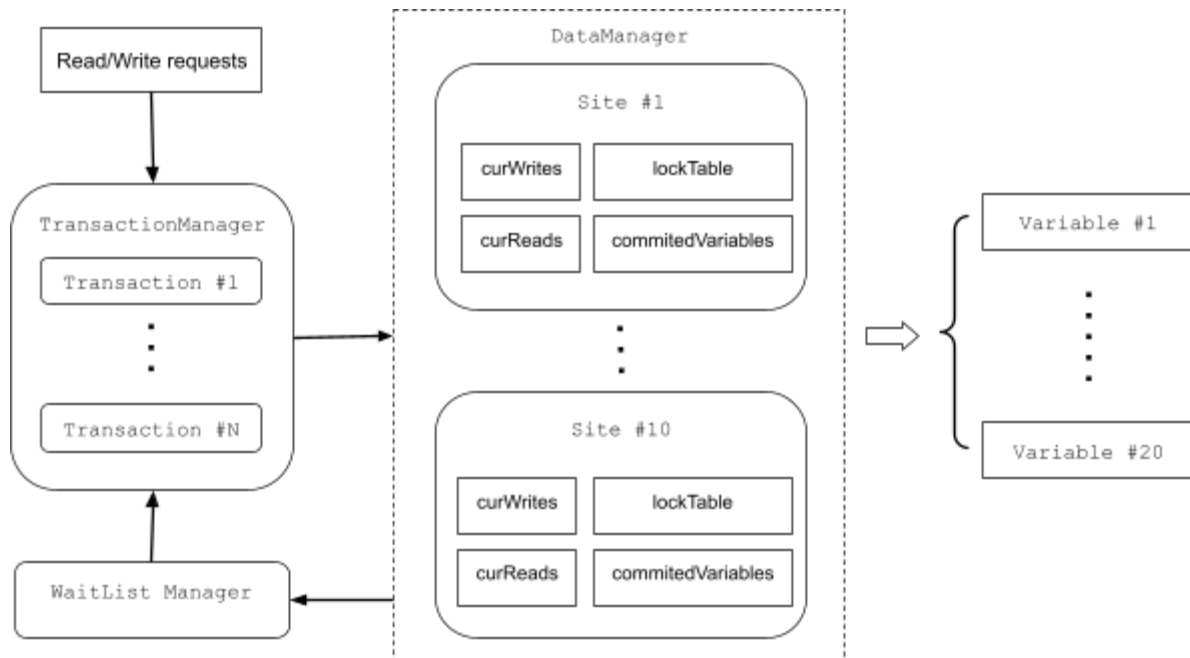 Read/Write requests
TransactionManager
Transaction #1
Transaction #N
WaitList Manager
DataManager
Site #1
curWrites
lockTable
curReads
commitedVariables
Site #10
curWrites
lockTable
curReads
commitedVariables
Variable #1
Variable #20